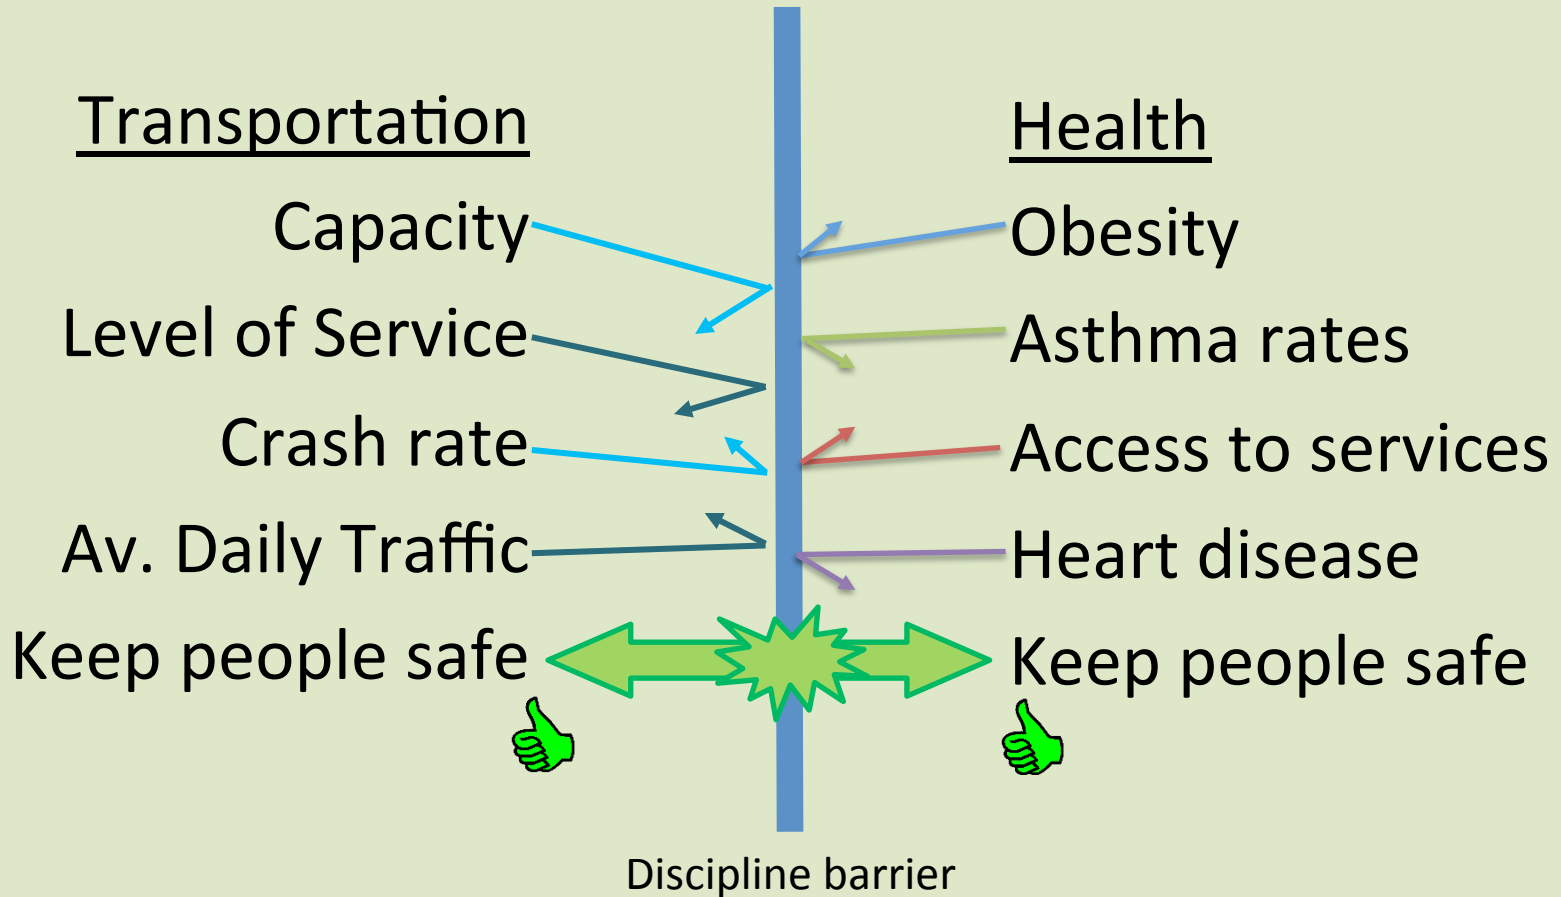 Transportation
Capacity
Level of Service
Crash rate
Av. Daily Traffic
Keep people safe
Health
Obesity
Asthma rates
Access to services
Heart disease
Keep people safe
Discipline barrier